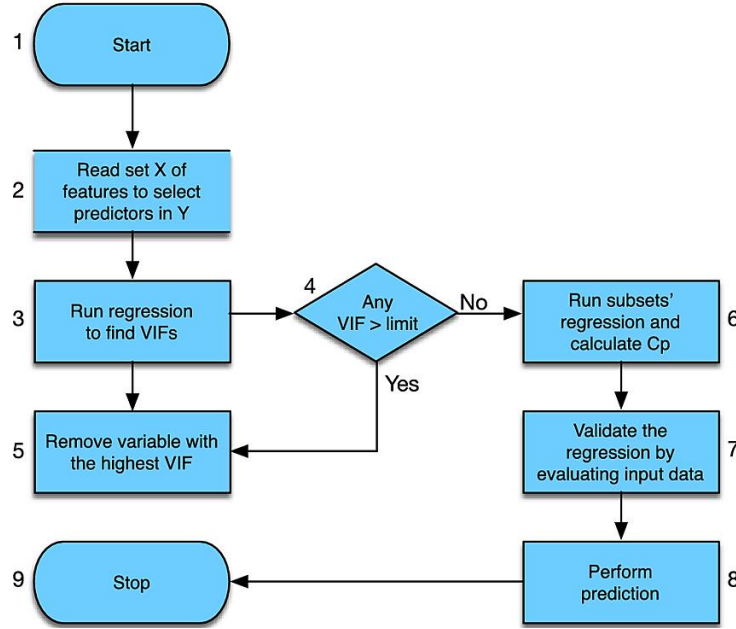 1
Start
2
Read set X of
features to select
predictors in Y
3
Run regression
to find VIFs
4
Any
VIF > limit
No
Yes
5
Remove variable with
the highest VIF
6
Run subsets'
regression and
calculate Cp
7
Validate the
regression by
evaluating input data
8
Perform
prediction
9
Stop